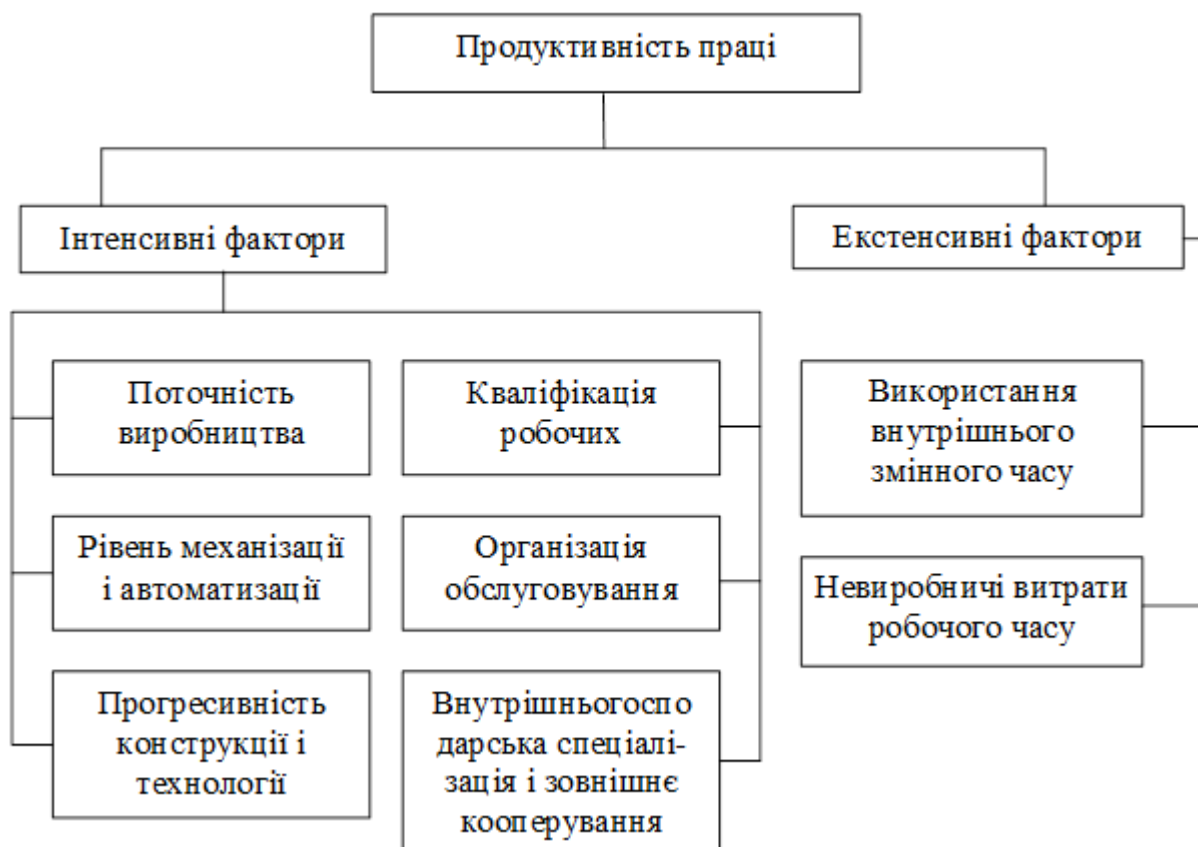 Продуктивність праці
Інтенсивні фактори
Екстенсивні фактори
Поточність
виробництва
Кваліфікація
робочих
Використання
внутрішнього
змінного часу
Рівень механізації
і автоматизації
Організація
обслуговування
Невиробничі витрати
робочого часу
Прогресивність
конструкції і
технології
Внутрішньогоспо
дарська спеціалі-
зація і зовнішнє
кооперування